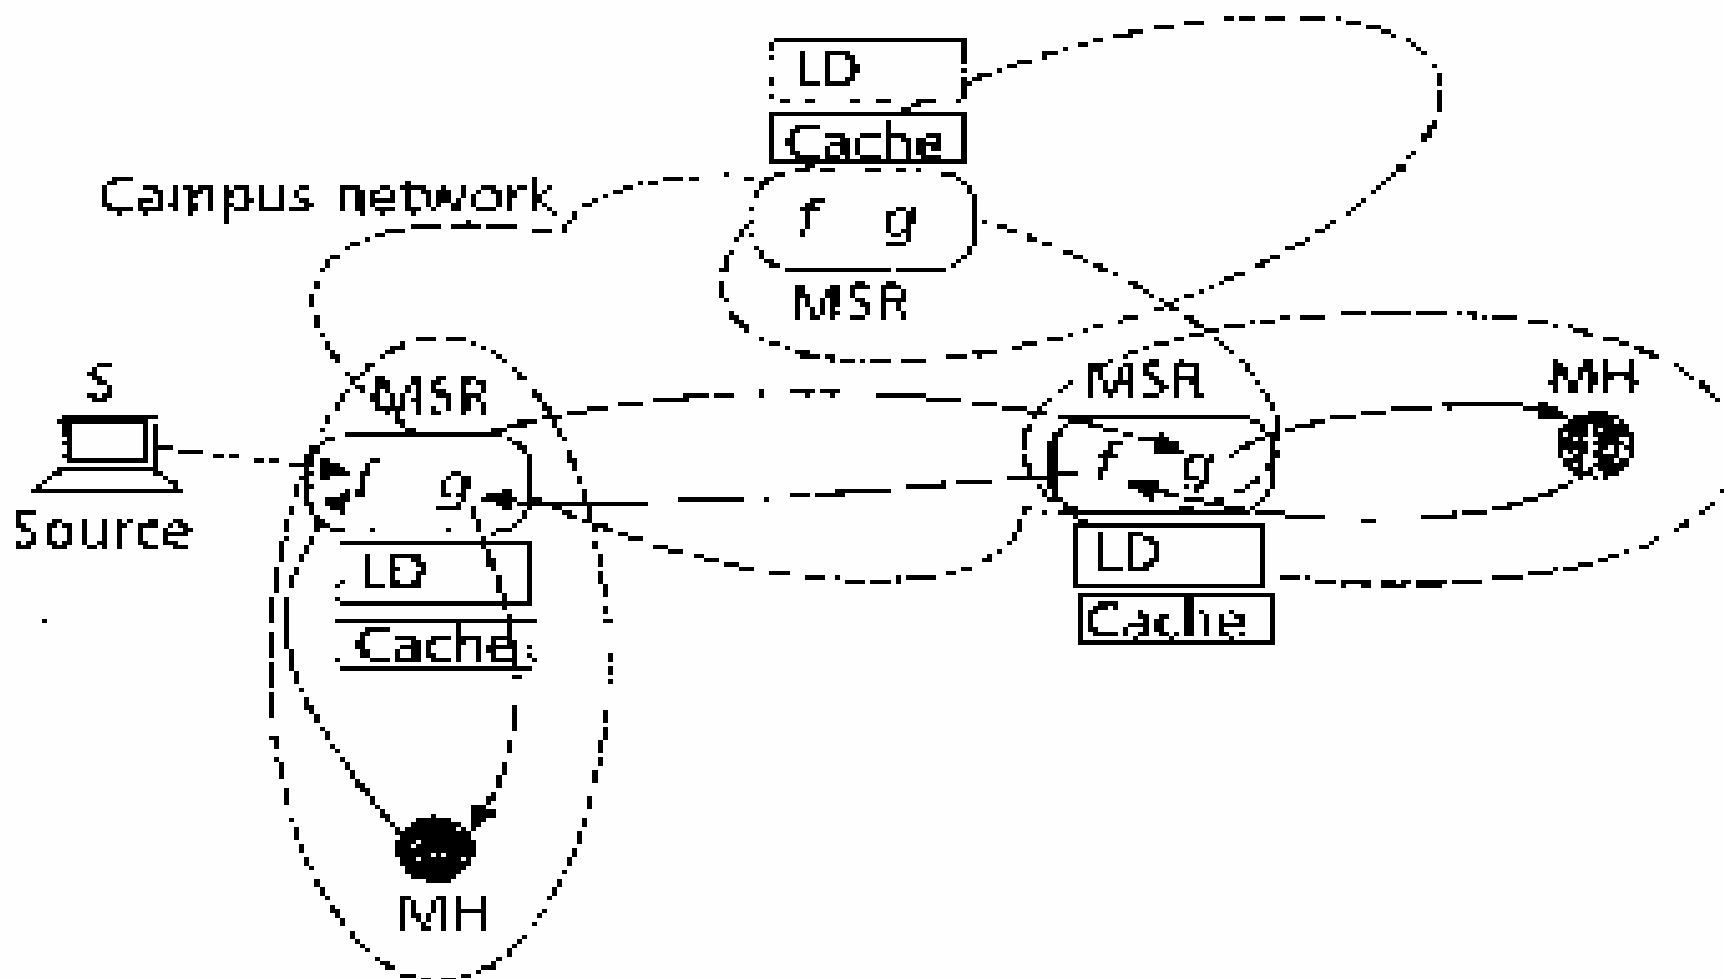 LD
Cache
Campus network
f g
MSR
S
MSR
MSR
MH
f g
f g
Source
LD
LD
Cache
Cache
MH